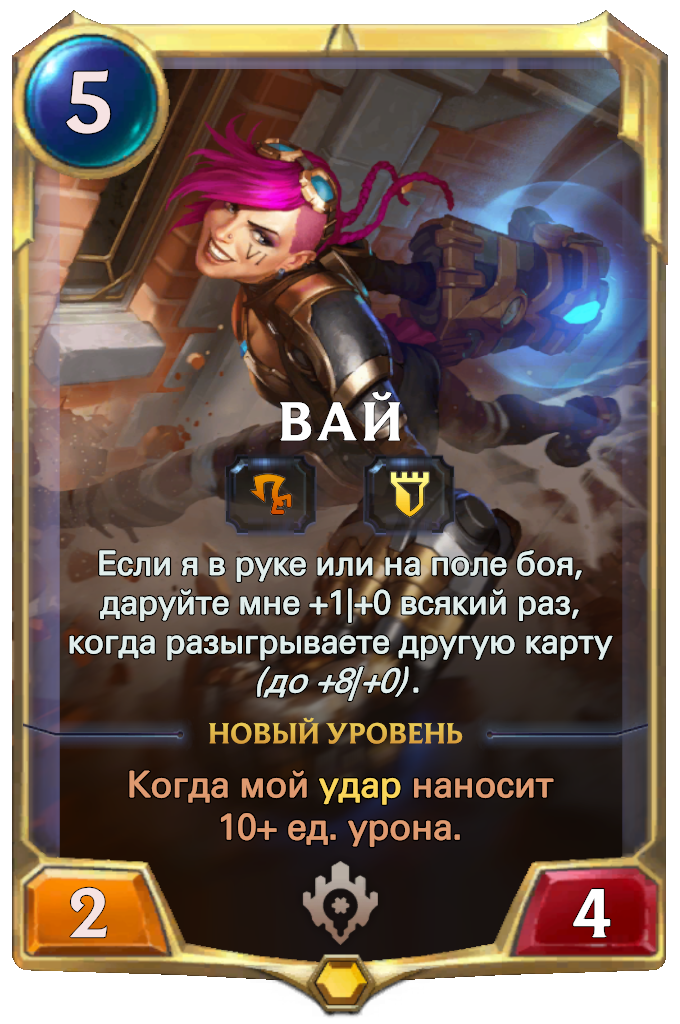 5
VI
ВАЙ
Если я в руке или на поле боя,
даруйте мне +1|+0 всякий раз,
когда разыгрываете другую карту
(до +8|+0).
НОВЫЙ УРОВЕНЬ
Когда мой удар наносит
10+ ед. урона.
2
4